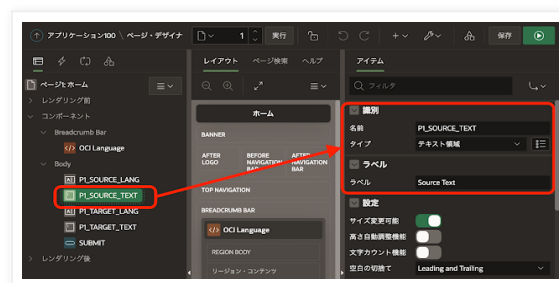 アプリケーション100 \ ページ・デザイナ
1
実行
保存
ページ1: ホーム
レンダリング前
コンポーネント
Breadcrumb Bar
OCI Language
Body
P1_SOURCE_LANG
P1_SOURCE_TEXT
P1_TARGET_LANG
P1_TARGET_TEXT
SUBMIT
レンダリング後
レイアウト ページ検索 ヘルプ
ホーム
BANNER
AFTER LOGO
BEFORE NAVIGATION BAR
AFTER NAVIGATION BAR
TOP NAVIGATION
BREADCRUMB BAR
OCI Language
REGION BODY
リージョン・コンテンツ
アイテム
フィルタ
識別
名前 P1_SOURCE_TEXT
タイプ テキスト領域
ラベル
ラベル Source Text
設定
サイズ変更可能
高さ自動調整機能
文字カウント機能
空白の切捨て Leading and Trailing